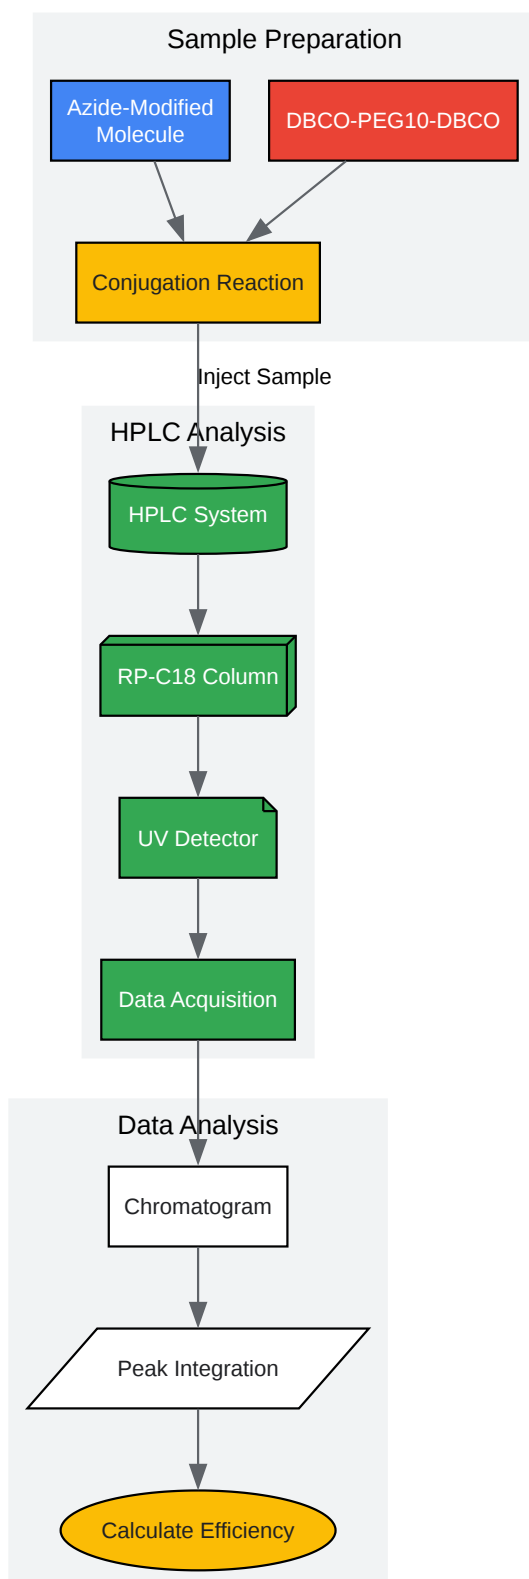 Sample Preparation
Azide-Modified
Molecule
DBCO-PEG10-DBCO
Conjugation Reaction
Inject Sample
HPLC Analysis
HPLC System
RP-C18 Column
UV Detector
Data Acquisition
Data Analysis
Chromatogram
Peak Integration
Calculate Efficiency